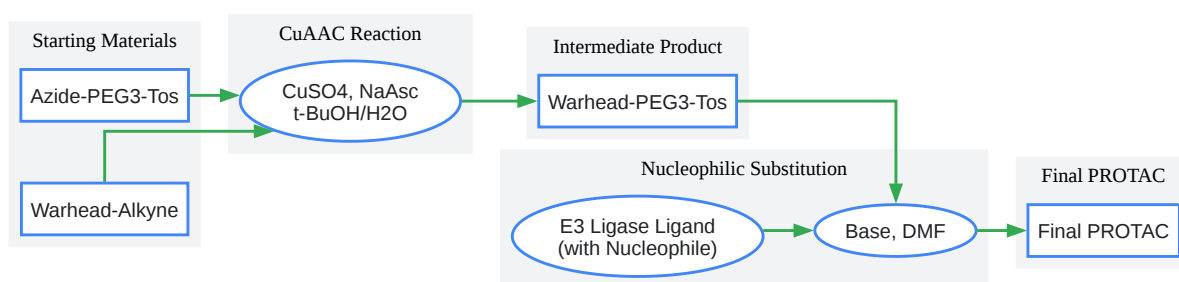 Starting Materials
Azide-PEG3-Tos
Warhead-Alkyne
CuAAC Reaction
CuSO4, NaAsc
t-BuOH/H2O
Intermediate Product
Warhead-PEG3-Tos
Nucleophilic Substitution
E3 Ligase Ligand
(with Nucleophile)
Base, DMF
Final PROTAC
Final PROTAC